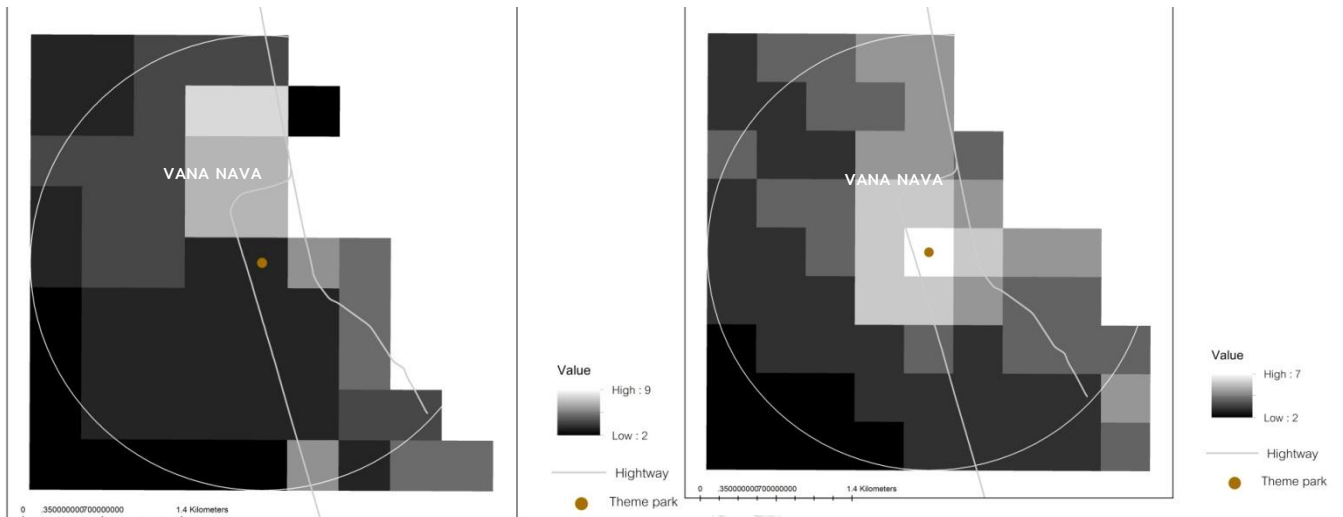 VANA NAVA
Value
High : 9
Low : 2
Hightway
Theme park
0 .350000000700000000 1.4 Kilometers
VANA NAVA
Value
High : 7
Low : 2
Hightway
Theme park
0 .350000000700000000 1.4 Kilometers